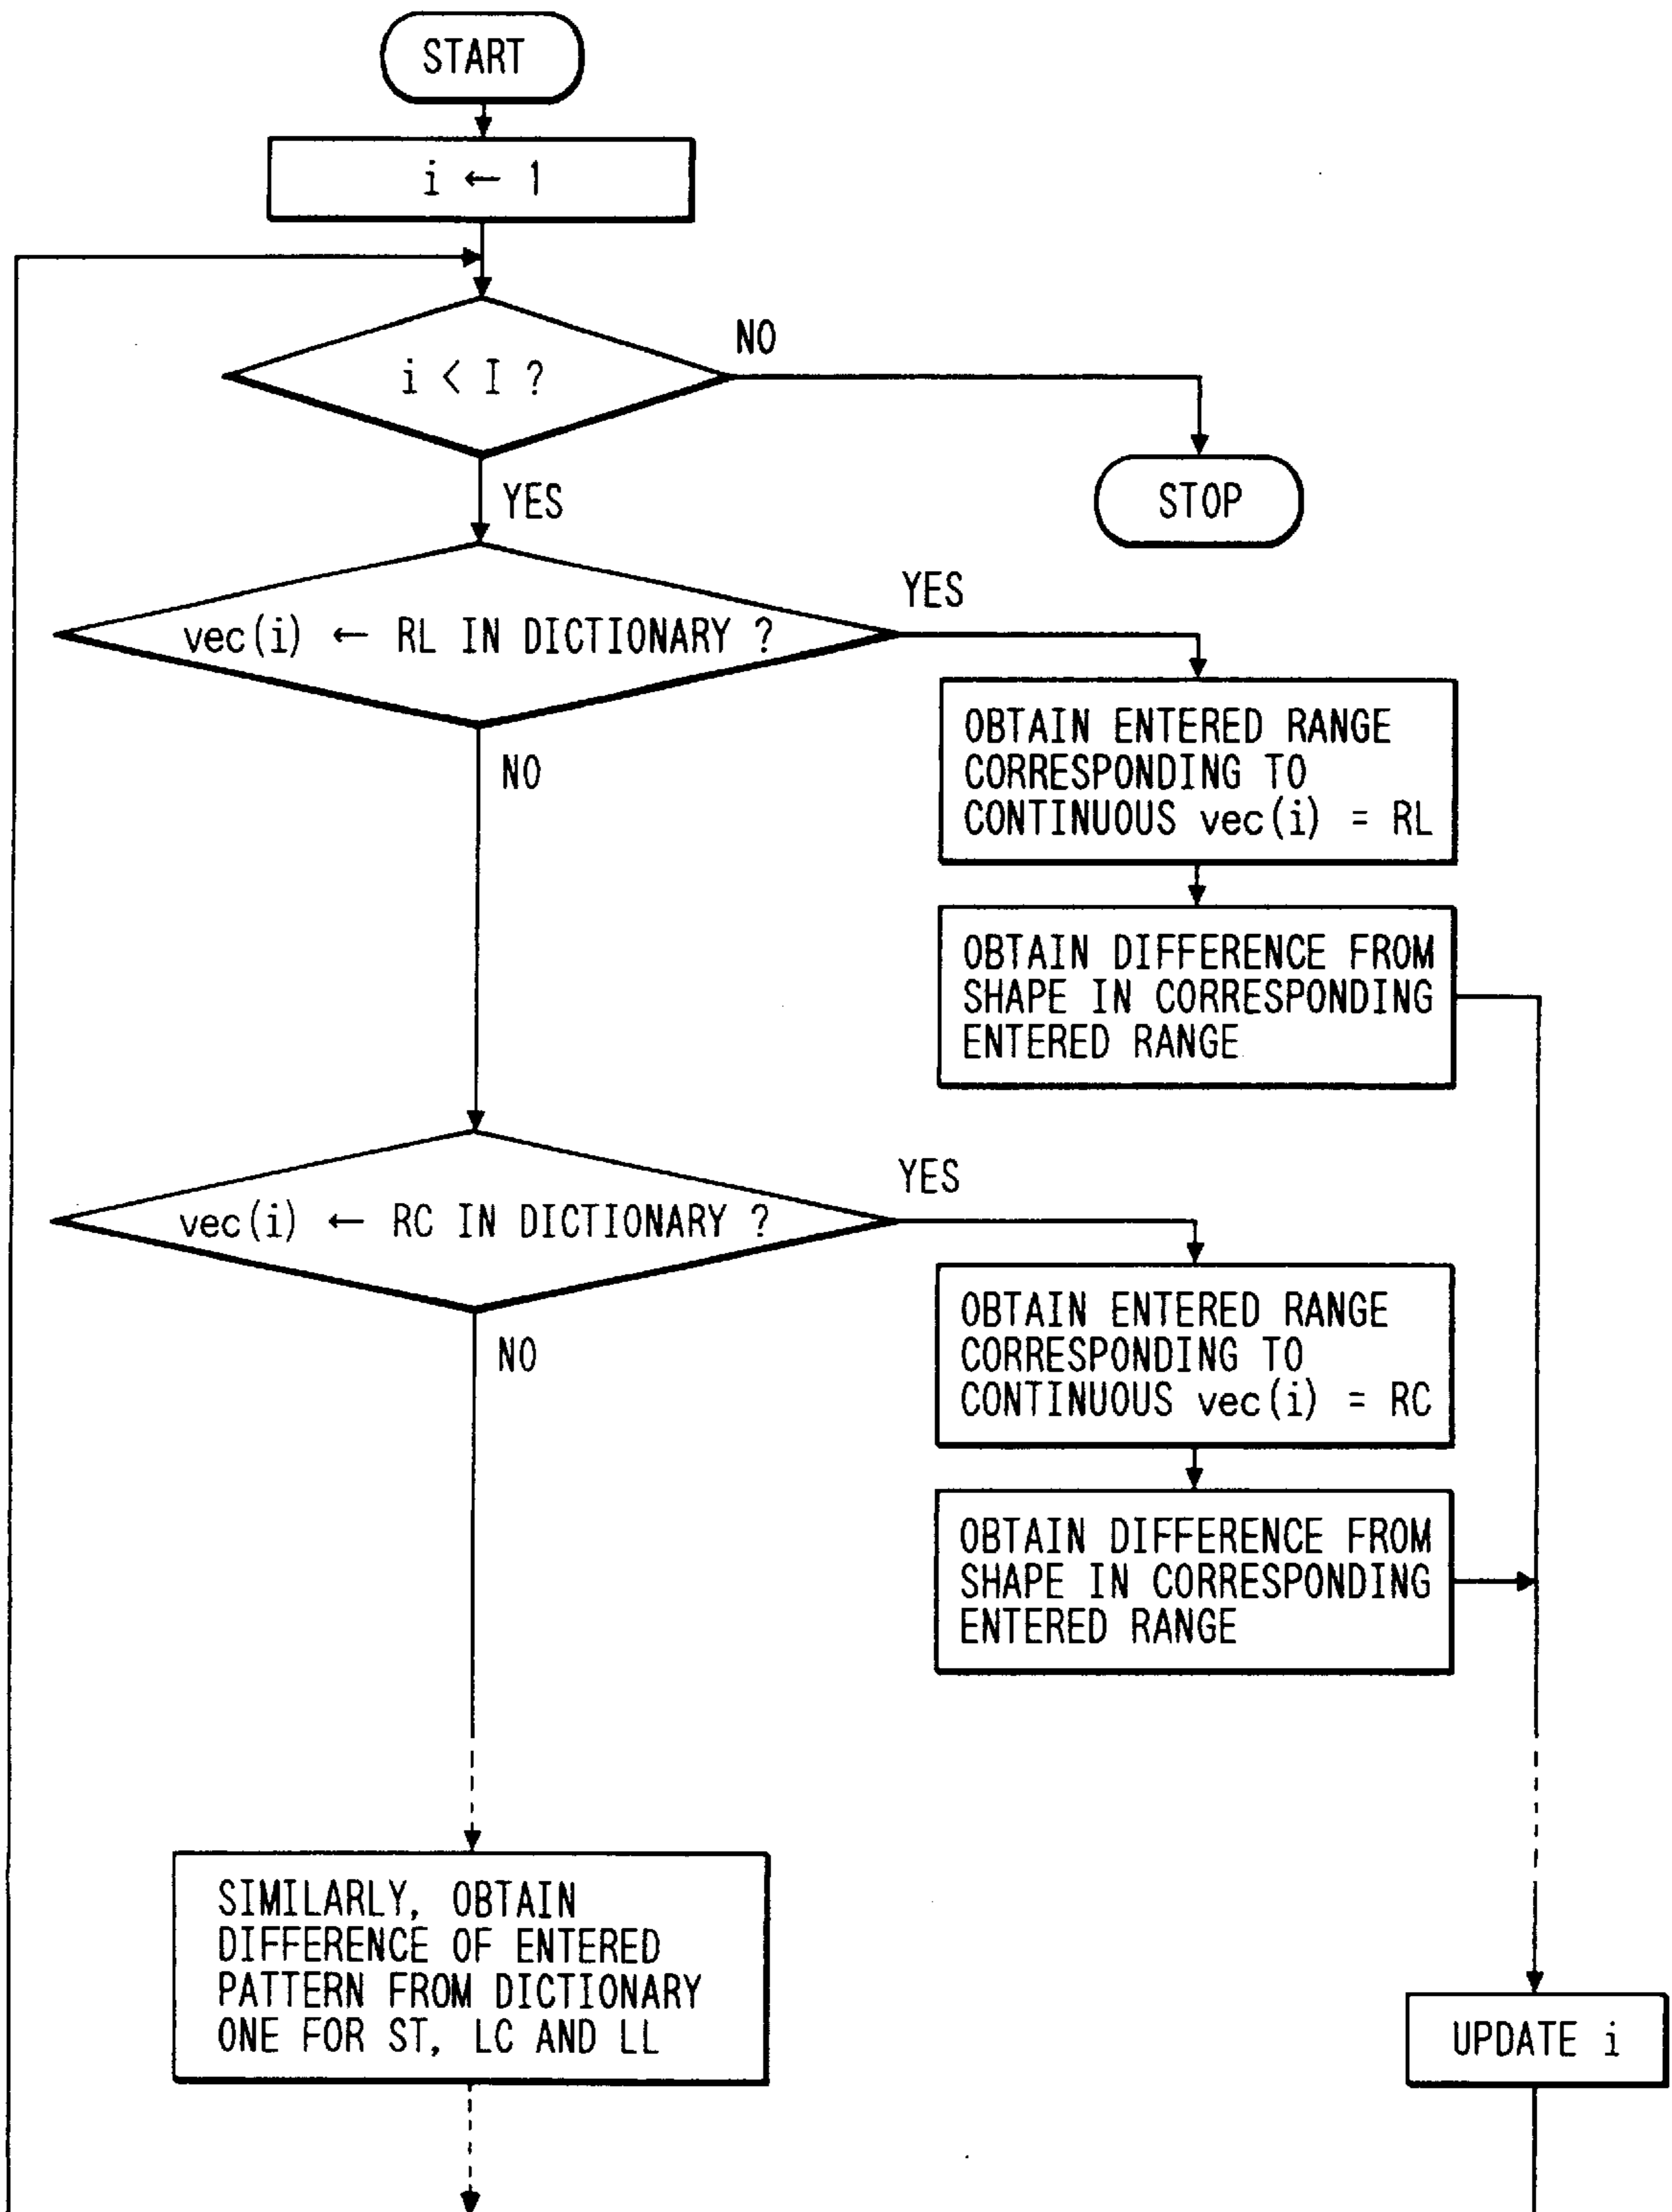 START
i ← 1
i < I ?
NO
STOP
YES
vec(i) ← RL IN DICTIONARY ?
YES
OBTAIN ENTERED RANGE
CORRESPONDING TO
CONTINUOUS vec(i) = RL
NO
OBTAIN DIFFERENCE FROM
SHAPE IN CORRESPONDING
ENTERED RANGE
vec(i) ← RC IN DICTIONARY ?
YES
OBTAIN ENTERED RANGE
CORRESPONDING TO
CONTINUOUS vec(i) = RC
NO
OBTAIN DIFFERENCE FROM
SHAPE IN CORRESPONDING
ENTERED RANGE
SIMILARLY, OBTAIN
DIFFERENCE OF ENTERED
PATTERN FROM DICTIONARY
ONE FOR ST, LC AND LL
UPDATE i